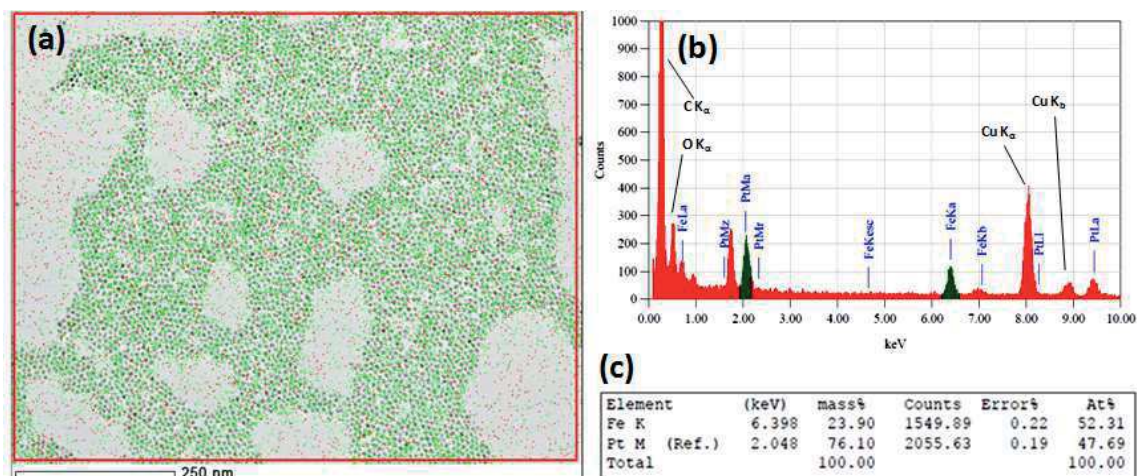 (a)
250 nm
(b)
Counts
1000
900
800
700
600
500
400
300
200
100
0
C Kα
O Kα
FeLa
PtMz
PtMa
PtMr
FeKesc
FeKa
FeKb
Cu Kα
Cu Kb
PtLl
PtLa
0.00 1.00 2.00 3.00 4.00 5.00 6.00 7.00 8.00 9.00 10.00
keV
(c)
Element (keV) mass% Counts Error% At%
Fe K 6.398 23.90 1549.89 0.22 52.31
Pt M (Ref.) 2.048 76.10 2055.63 0.19 47.69
Total 100.00 100.00